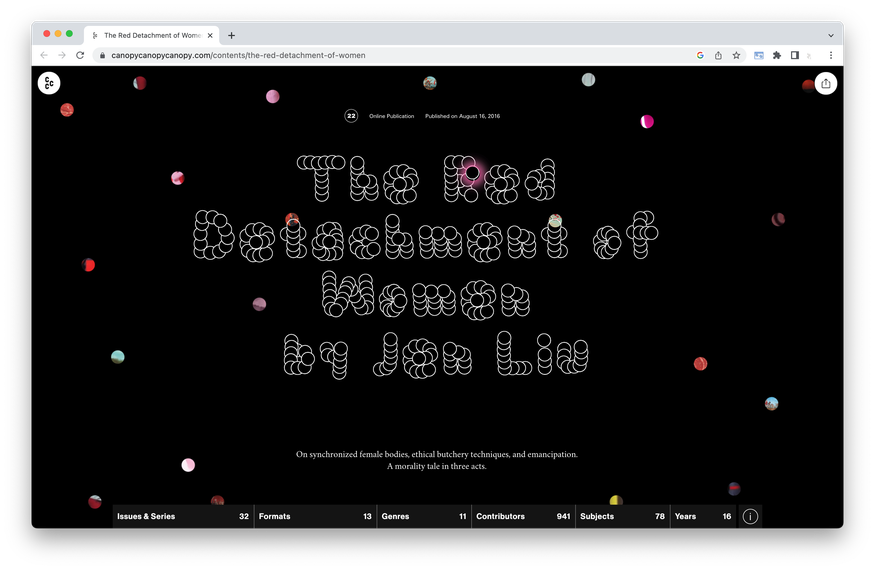 The Red Detachment of Wome
canopycanopycanopy.com/contents/the-red-detachment-of-women
C
C C
22 Online Publication Published on August 16, 2016
The Red
Detachment of
Women
by Jen Liu
On synchronized female bodies, ethical butchery techniques, and emancipation.
A morality tale in three acts.
Issues & Series 32 Formats 13 Genres 11 Contributors 941 Subjects 78 Years 16 i